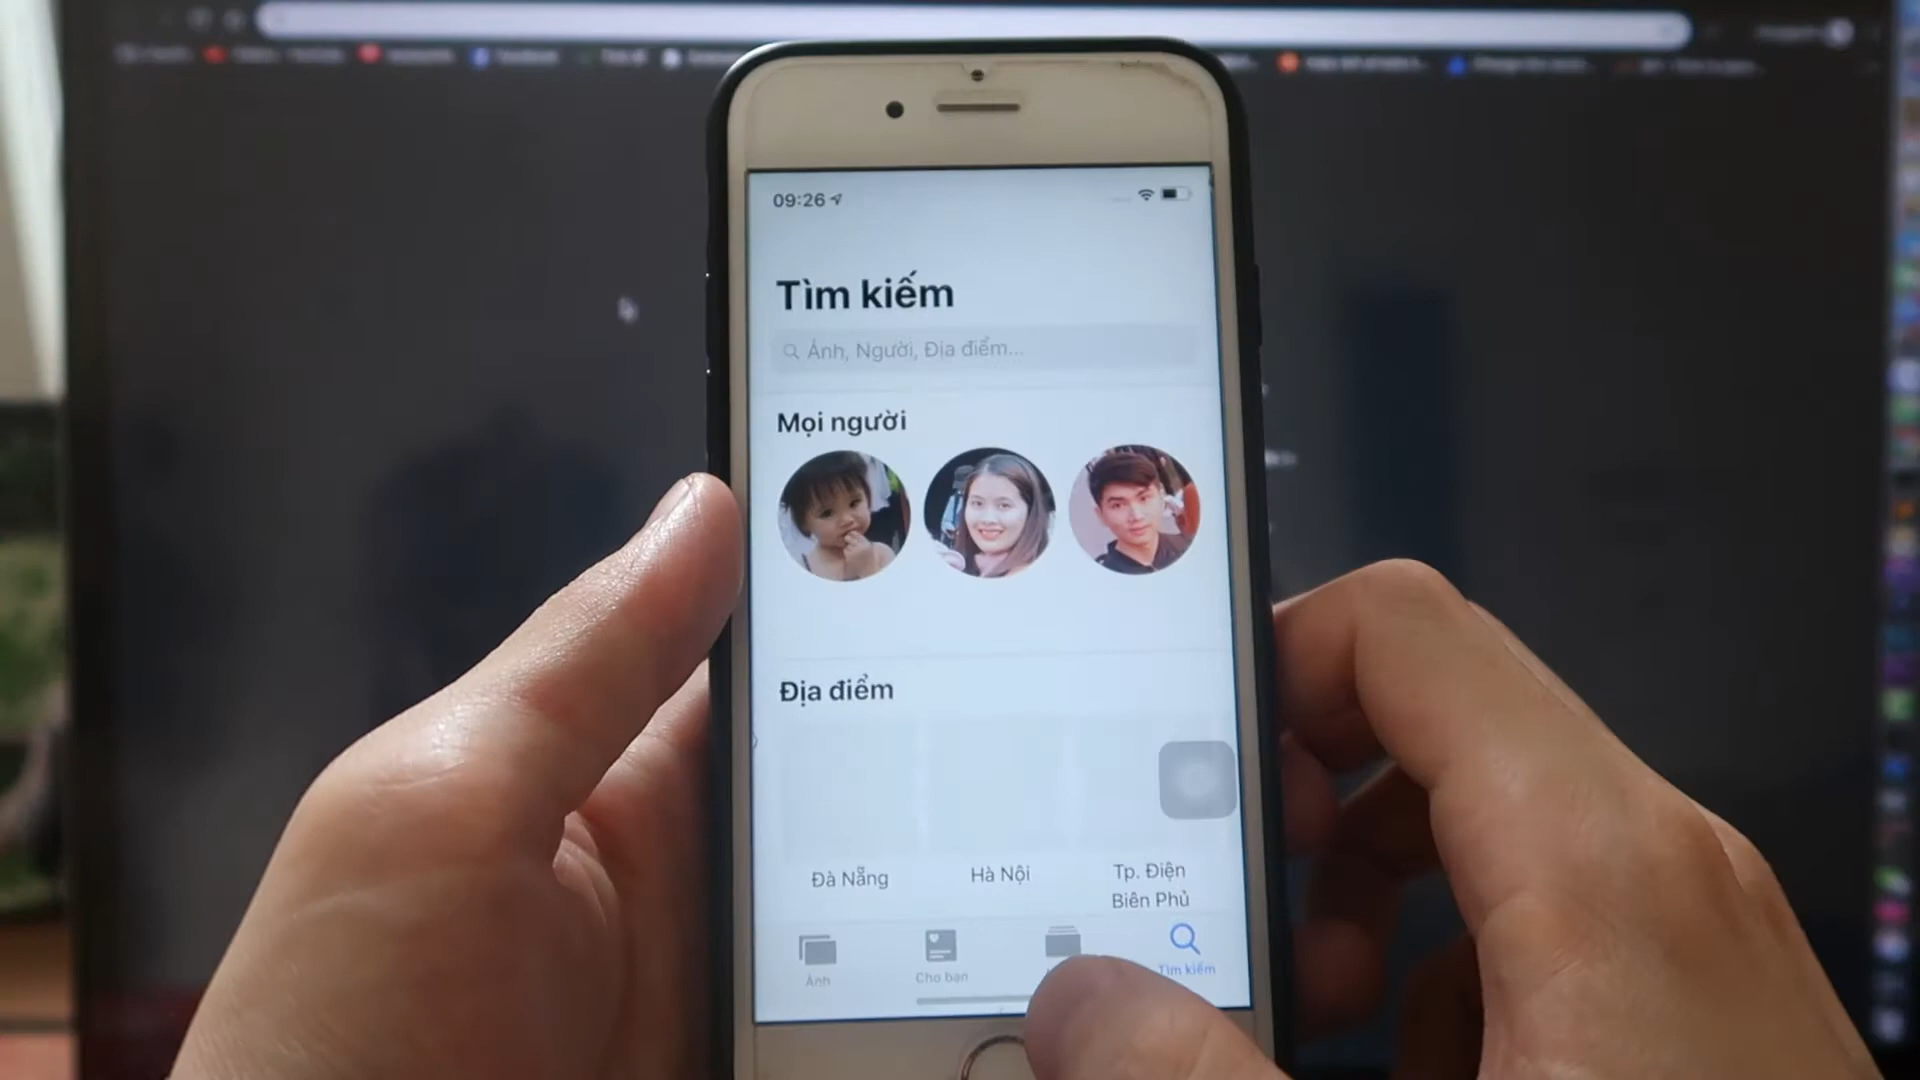 09:26
Tìm kiếm
Ảnh, Người, Địa điểm...
Mọi người
Địa điểm
Đà Nẵng
Hà Nội
Tp. Điện
Biên Phủ
Ảnh
Cho bạn
Tìm kiếm